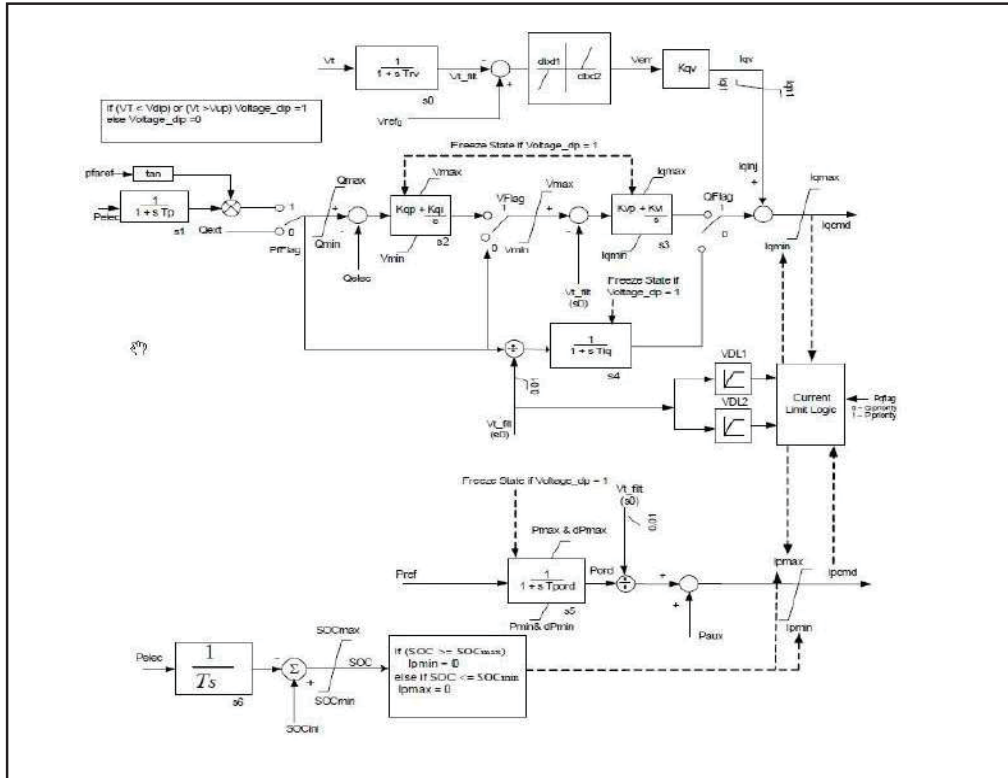 Vt
1
1 + s Trv
Vt_filt
s0
Vref0
dbd1
dbd2
Verr
Kqv
Iqv
Iqh1
Iql1
If (VT < Vdip) or (Vt >Vup) Voltage_dip =1
else Voltage_dip =0
Freeze State if Voltage_dip = 1
pfaref
tan
Pelec
1
1 + s Tp
s1
Qext
1
0
PfFlag
Qmax
Qmin
Qelec
Vmax
Kqp + Kqi
s
s2
Vmin
VFlag
1
0
Vmax
Vmin
Vt_filt
(s0)
Iqmax
Kvp + Kvi
s
s3
Iqmin
QFlag
1
0
Iqinj
Iqmax
Iqmin
Iqcmd
Freeze State if
Voltage_dip = 1
1
1 + s Tiq
s4
0.01
Vt_filt
(s0)
VDL1
VDL2
Current
Limit Logic
Pqflag
0 – Q priority
1 – P priority
Freeze State if Voltage_dip = 1
Vt_filt
(s0)
0.01
Pmax & dPmax
Pref
1
1 + s Tpord
s5
Pmin& dPmin
Pord
Paux
Ipmax
Ipmin
Ipcmd
Pelec
1
Ts
s6
Σ
SOCini
SOCmax
SOCmin
SOC
if (SOC >= SOCmax)
Ipmin = 0
else if SOC <= SOCmin
Ipmax = 0